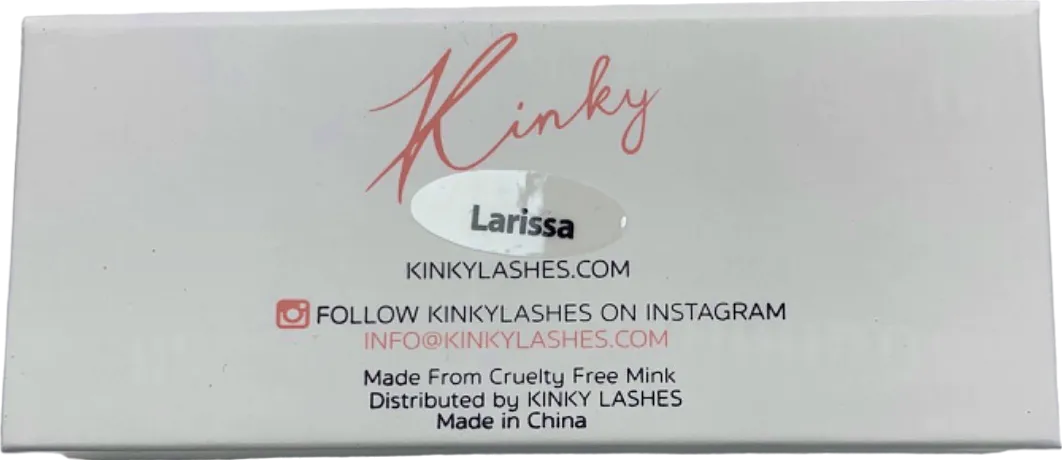 Kinky
Larissa
KINKYLASHES.COM
FOLLOW KINKYLASHES ON INSTAGRAM
INFO@KINKYLASHES.COM
Made From Cruelty Free Mink
Distributed by KINKY LASHES
Made in China